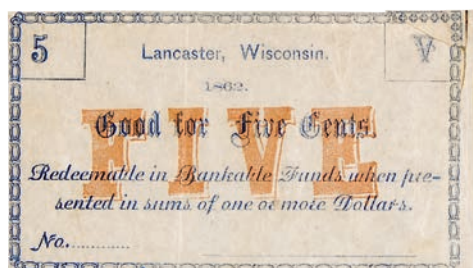 5 V
Lancaster, Wisconsin.
1862.
FIVE
Good for Five Cents.
Redeemable in Bankable Funds when pre-
sented in sums of one or more Dollars.
No.